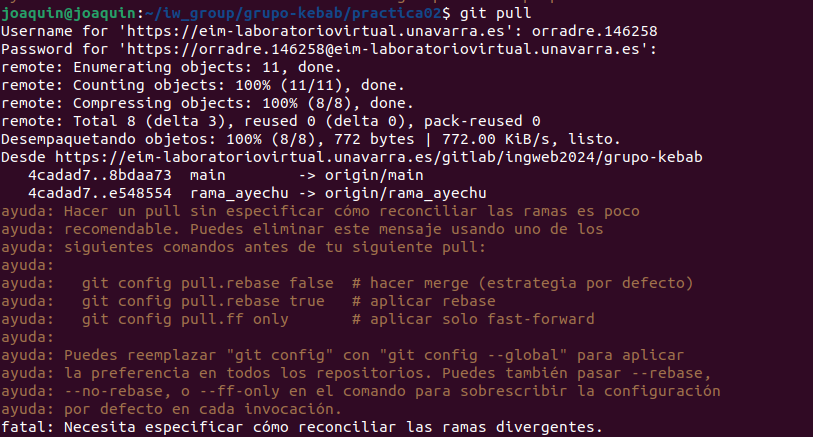 joaquin@joaquin:~/iw_group/grupo-kebab/practica02$ git pull
Username for 'https://eim-laboratoriovirtual.unavarra.es': orradre.146258
Password for 'https://orradre.146258@eim-laboratoriovirtual.unavarra.es':
remote: Enumerating objects: 11, done.
remote: Counting objects: 100% (11/11), done.
remote: Compressing objects: 100% (8/8), done.
remote: Total 8 (delta 3), reused 0 (delta 0), pack-reused 0
Desempaquetando objetos: 100% (8/8), 772 bytes | 772.00 KiB/s, listo.
Desde https://eim-laboratoriovirtual.unavarra.es/gitlab/ingweb2024/grupo-kebab
   4cadad7..8bdaa73  main        -> origin/main
   4cadad7..e548554  rama_ayechu -> origin/rama_ayechu
ayuda: Hacer un pull sin especificar cómo reconciliar las ramas es poco
ayuda: recomendable. Puedes eliminar este mensaje usando uno de los
ayuda: siguientes comandos antes de tu siguiente pull:
ayuda:
ayuda:   git config pull.rebase false  # hacer merge (estrategia por defecto)
ayuda:   git config pull.rebase true   # aplicar rebase
ayuda:   git config pull.ff only       # aplicar solo fast-forward
ayuda:
ayuda: Puedes reemplazar "git config" con "git config --global" para aplicar
ayuda: la preferencia en todos los repositorios. Puedes también pasar --rebase,
ayuda: --no-rebase, o --ff-only en el comando para sobrescribir la configuración
ayuda: por defecto en cada invocación.
fatal: Necesita especificar cómo reconciliar las ramas divergentes.